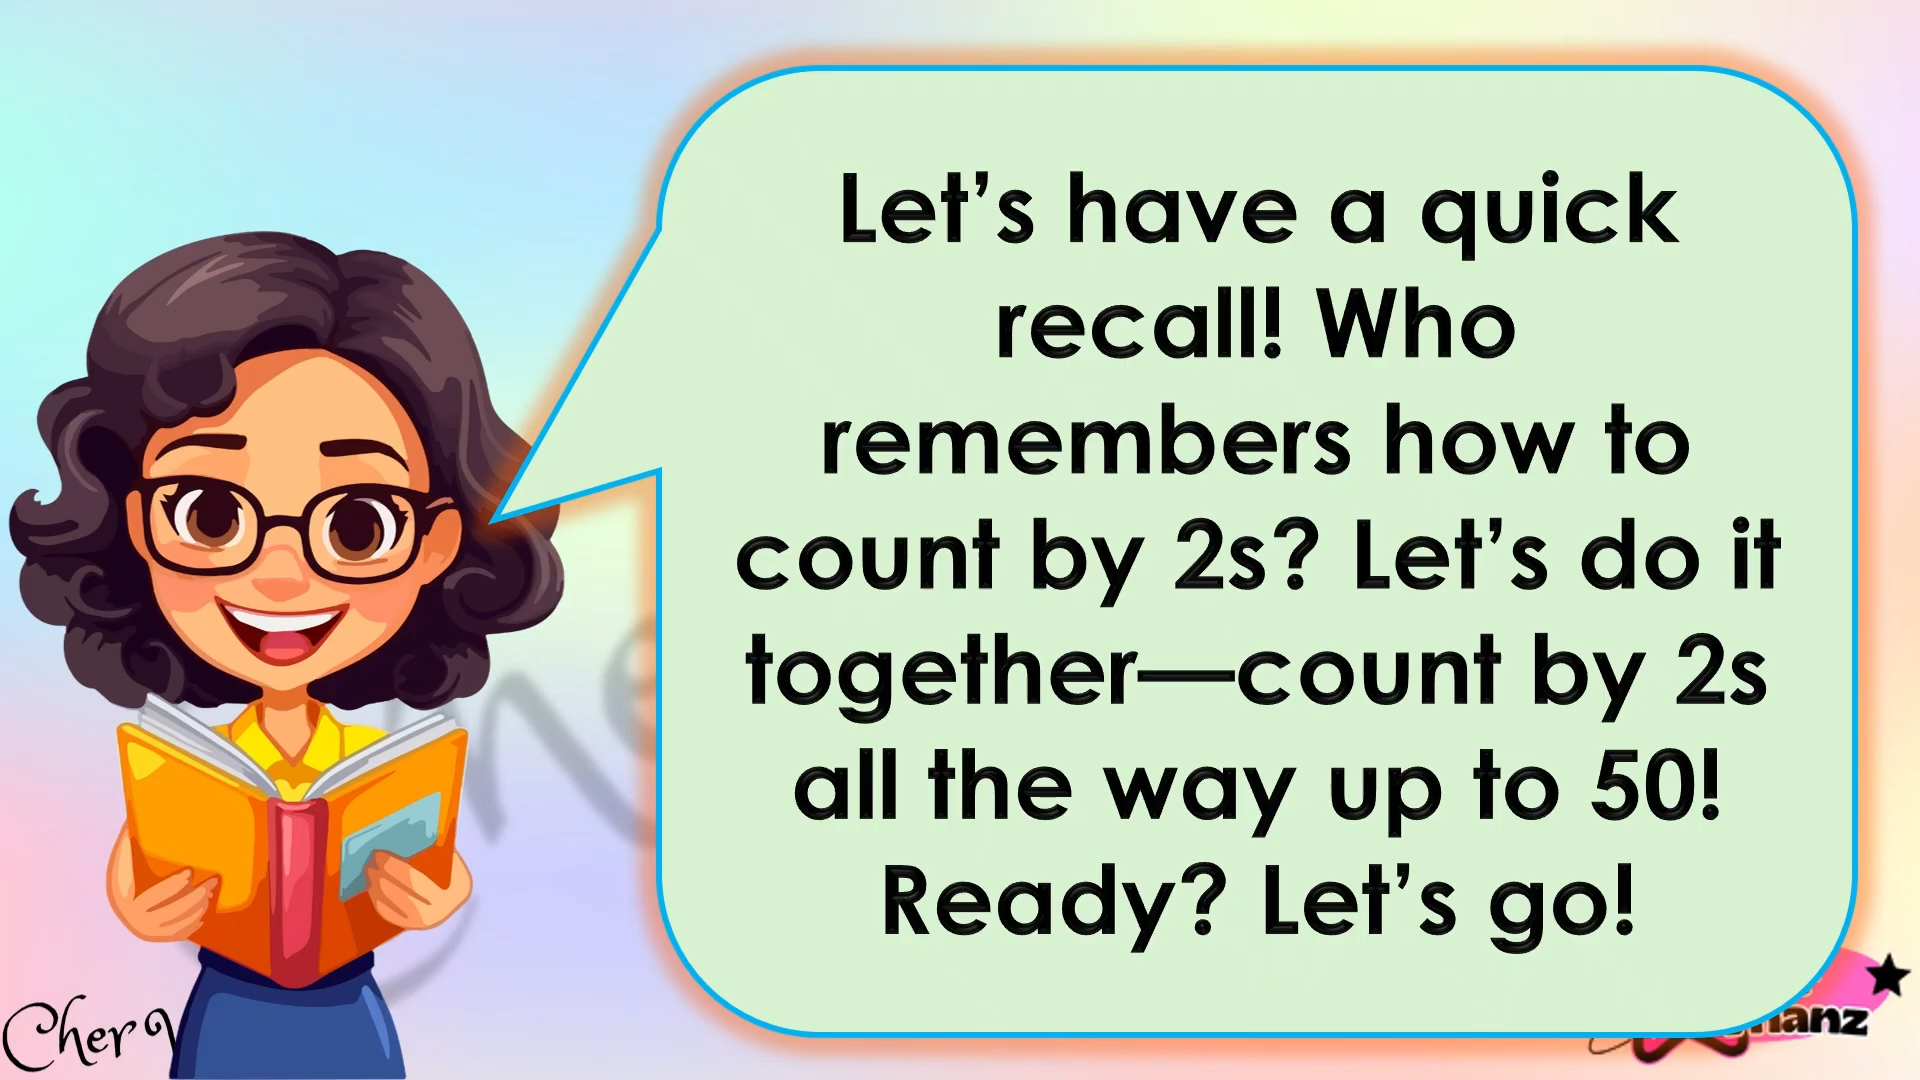 Let’s have a quick
recall! Who
remembers how to
count by 2s? Let’s do it
together—count by 2s
all the way up to 50!
Ready? Let’s go!
Cher